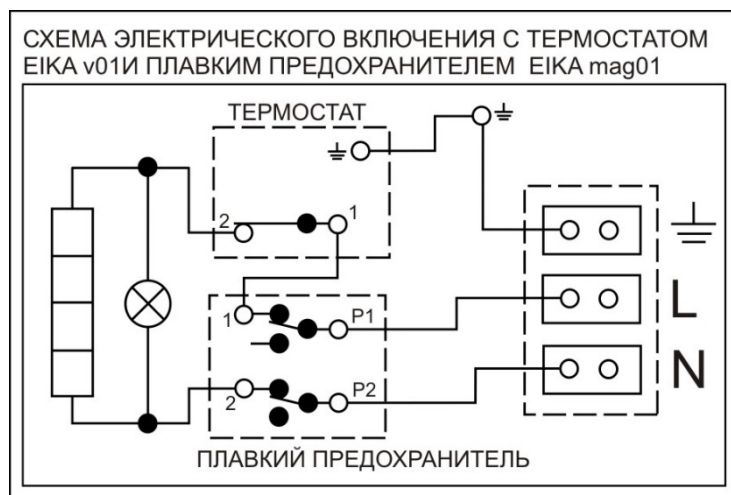 СХЕМА ЭЛЕКТРИЧЕСКОГО ВКЛЮЧЕНИЯ С ТЕРМОСТАТОМ
EIKA v01И ПЛАВКИМ ПРЕДОХРАНИТЕЛЕМ EIKA mag01
ТЕРМОСТАТ
2
1
1
P1
L
2
P2
N
ПЛАВКИЙ ПРЕДОХРАНИТЕЛЬ